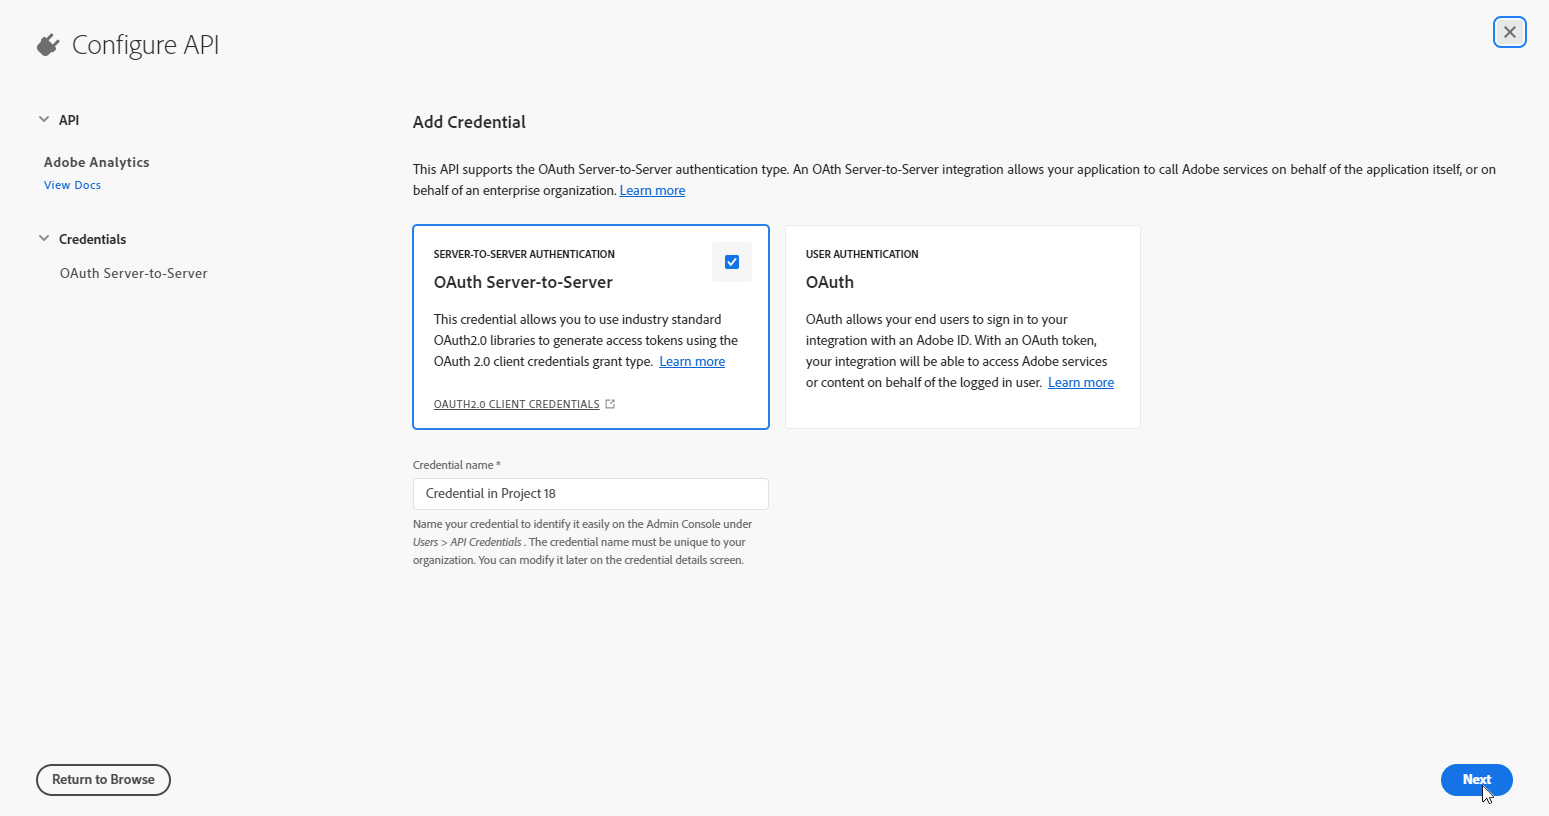 Configure API
API
Adobe Analytics
View Docs
Credentials
OAuth Server-to-Server
Add Credential
This API supports the OAuth Server-to-Server authentication type. An OAth Server-to-Server integration allows your application to call Adobe services on behalf of the application itself, or on
behalf of an enterprise organization. Learn more
SERVER-TO-SERVER AUTHENTICATION
OAuth Server-to-Server
This credential allows you to use industry standard
OAuth2.0 libraries to generate access tokens using the
OAuth 2.0 client credentials grant type. Learn more
OAUTH2.0 CLIENT CREDENTIALS
USER AUTHENTICATION
OAuth
OAuth allows your end users to sign in to your
integration with an Adobe ID. With an OAuth token,
your integration will be able to access Adobe services
or content on behalf of the logged in user. Learn more
Credential name *
Credential in Project 18
Name your credential to identify it easily on the Admin Console under
Users > API Credentials . The credential name must be unique to your
organization. You can modify it later on the credential details screen.
Return to Browse
Next